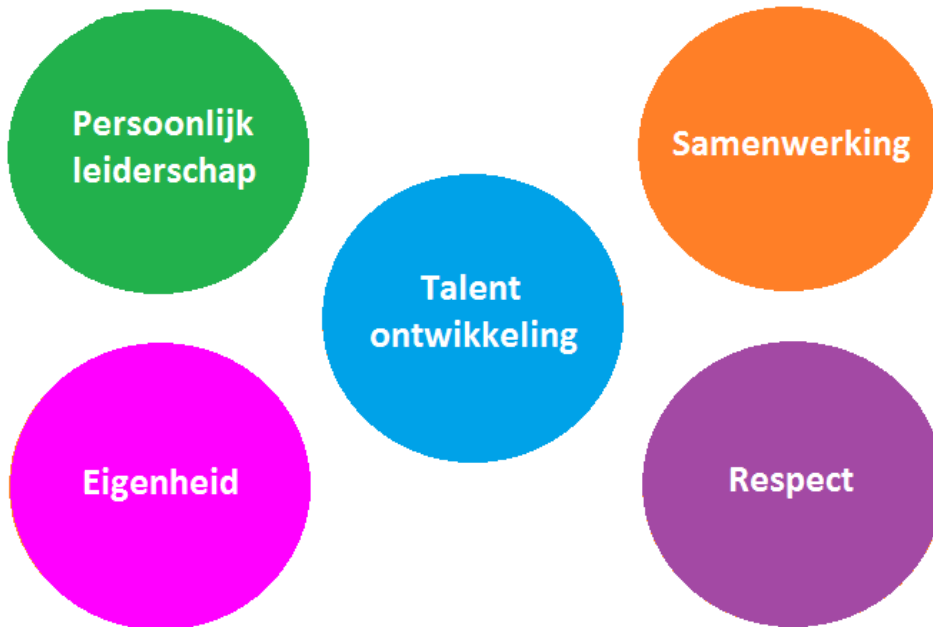 Persoonlijk
leiderschap
Samenwerking
Talent
ontwikkeling
Eigenheid
Respect